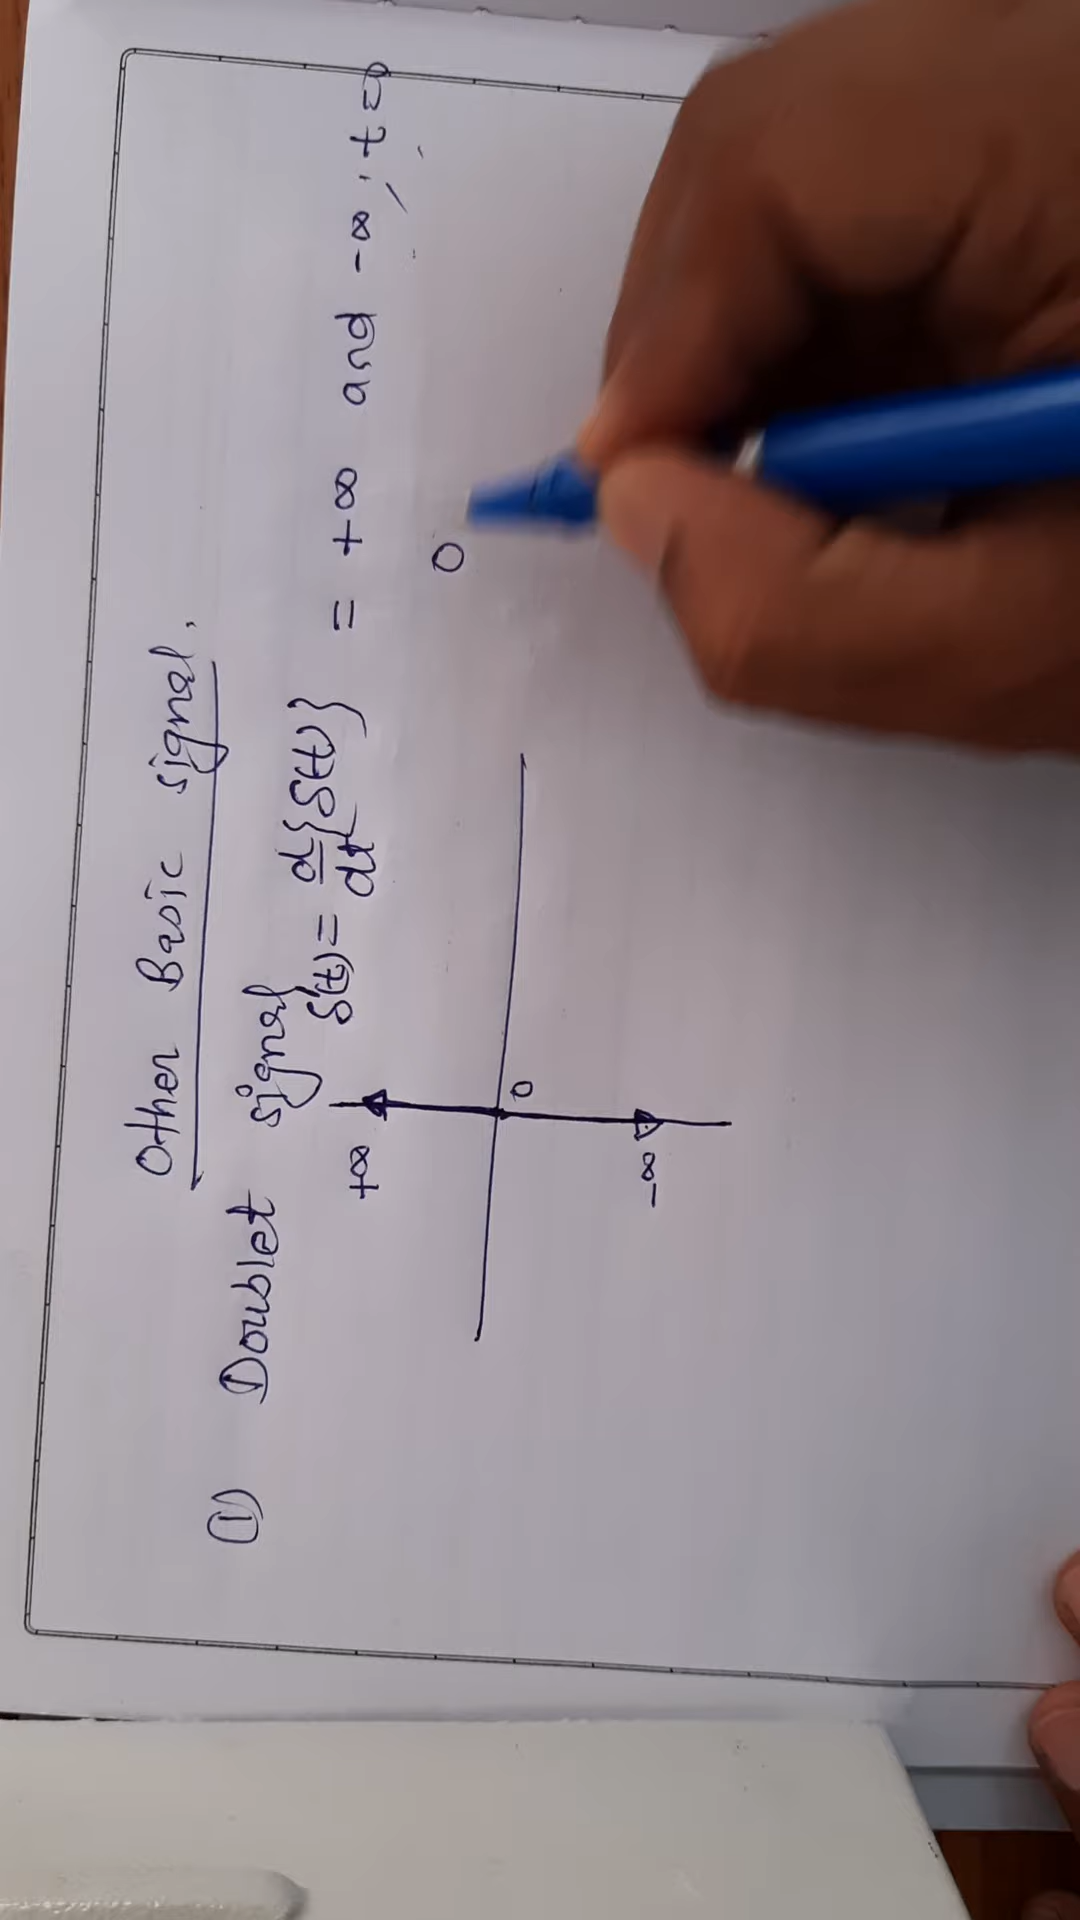 Other Basic signal.
① Doublet signal
δ'(t) = d/dt {δ(t)} = +∞ and -∞, t=0
0
+∞
0
-∞